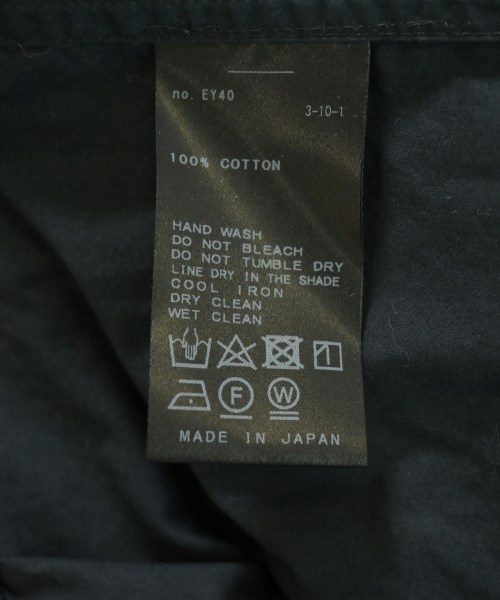 no. EY40
3-10-1
100% COTTON
HAND WASH
DO NOT BLEACH
DO NOT TUMBLE DRY
LINE DRY IN THE SHADE
COOL IRON
DRY CLEAN
WET CLEAN
F W
MADE IN JAPAN